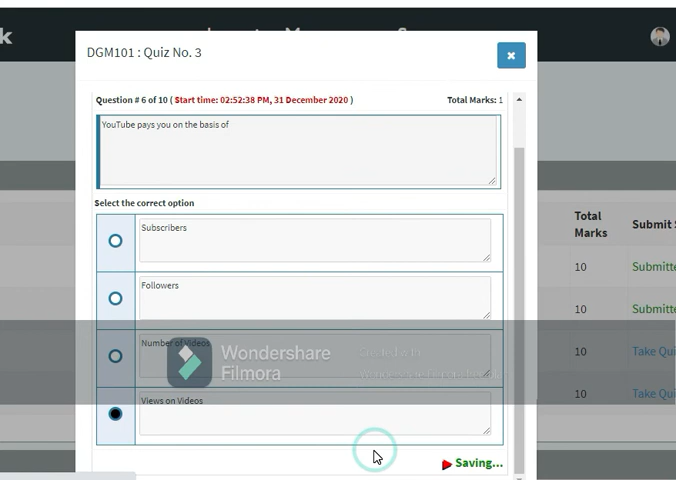 k
DGM101 : Quiz No. 3
Question # 6 of 10 ( Start time: 02:52:38 PM, 31 December 2020 )
Total Marks: 1
YouTube pays you on the basis of
Select the correct option
Subscribers
Followers
Number of Videos
Views on Videos
Saving...
Total Marks
Submit
10
Submitte
10
Submitte
10
Take Qui
10
Take Qui
Wondershare
Filmora
Created with